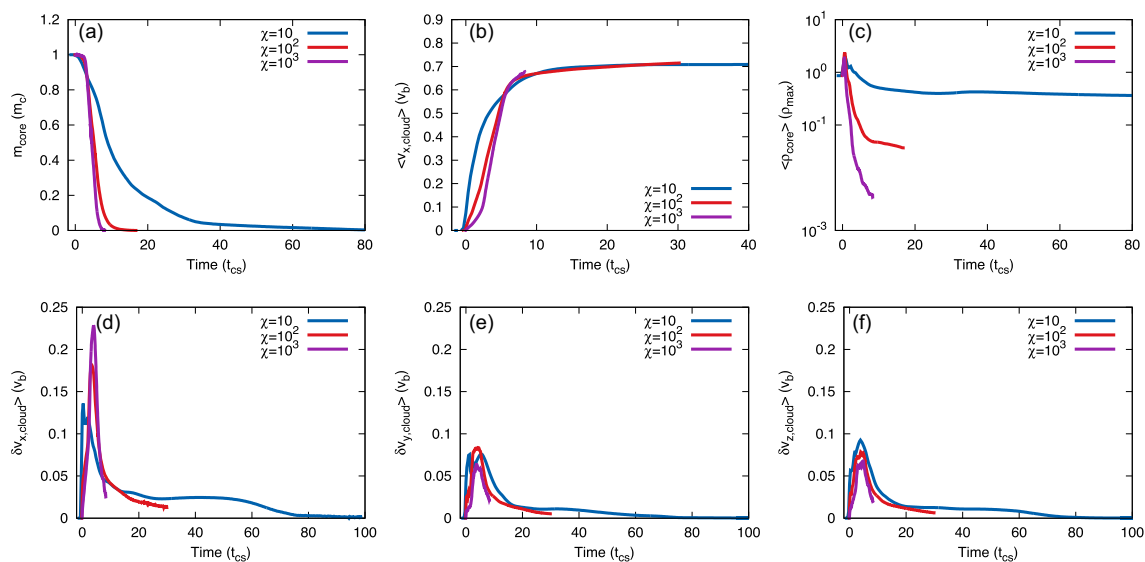 (a)
χ=10
χ=10²
χ=10³
m_core (m_c)
1.2
1
0.8
0.6
0.4
0.2
0
0 20 40 60 80
Time (t_cs)
(b)
<v_x,cloud> (v_b)
0.9
0.8
0.7
0.6
0.5
0.4
0.3
0.2
0.1
0
χ=10
χ=10²
χ=10³
0 10 20 30 40
Time (t_cs)
(c)
χ=10
χ=10²
χ=10³
<ρ_core> (ρ_max)
10¹
10⁰
10⁻¹
10⁻³
0 20 40 60 80
Time (t_cs)
(d)
χ=10
χ=10²
χ=10³
δv_x,cloud> (v_b)
0.25
0.2
0.15
0.1
0.05
0
0 20 40 60 80 100
Time (t_cs)
(e)
χ=10
χ=10²
χ=10³
δv_y,cloud> (v_b)
0.25
0.2
0.15
0.1
0.05
0
0 20 40 60 80 100
Time (t_cs)
(f)
χ=10
χ=10²
χ=10³
δv_z,cloud> (v_b)
0.25
0.2
0.15
0.1
0.05
0
0 20 40 60 80 100
Time (t_cs)